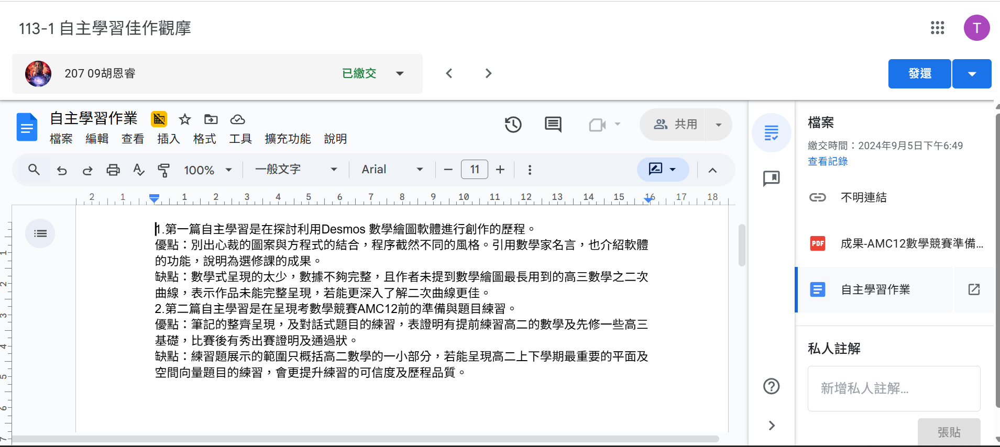 113-1 自主學習佳作觀摩
T
207 09胡恩睿
已繳交
發還
自主學習作業
檔案 編輯 查看 插入 格式 工具 擴充功能 說明
共用
100% 一般文字 Arial 11
2 1 1 2 3 4 5 6 7 8 9 10 11 12 13 14 15 16 17 18
1
2
3
4
5
6
7
1.第一篇自主學習是在探討利用Desmos 數學繪圖軟體進行創作的歷程。
優點：別出心裁的圖案與方程式的結合，程序截然不同的風格。引用數學家名言，也介紹軟體
的功能，說明為選修課的成果。
缺點：數學式呈現的太少，數據不夠完整，且作者未提到數學繪圖最長用到的高三數學之二次
曲線，表示作品未能完整呈現，若能更深入了解二次曲線更佳。
2.第二篇自主學習是在呈現考數學競賽AMC12前的準備與題目練習。
優點：筆記的整齊呈現，及對話式題目的練習，表證明有提前練習高二的數學及先修一些高三
基礎，比賽後有秀出賽證明及通過狀。
缺點：練習題展示的範圍只概括高二數學的一小部分，若能呈現高二上下學期最重要的平面及
空間向量題目的練習，會更提升練習的可信度及歷程品質。
檔案
繳交時間：2024年9月5日下午6:49
查看記錄
不明連結
PDF 成果-AMC12數學競賽準備...
自主學習作業
私人註解
新增私人註解...
張貼